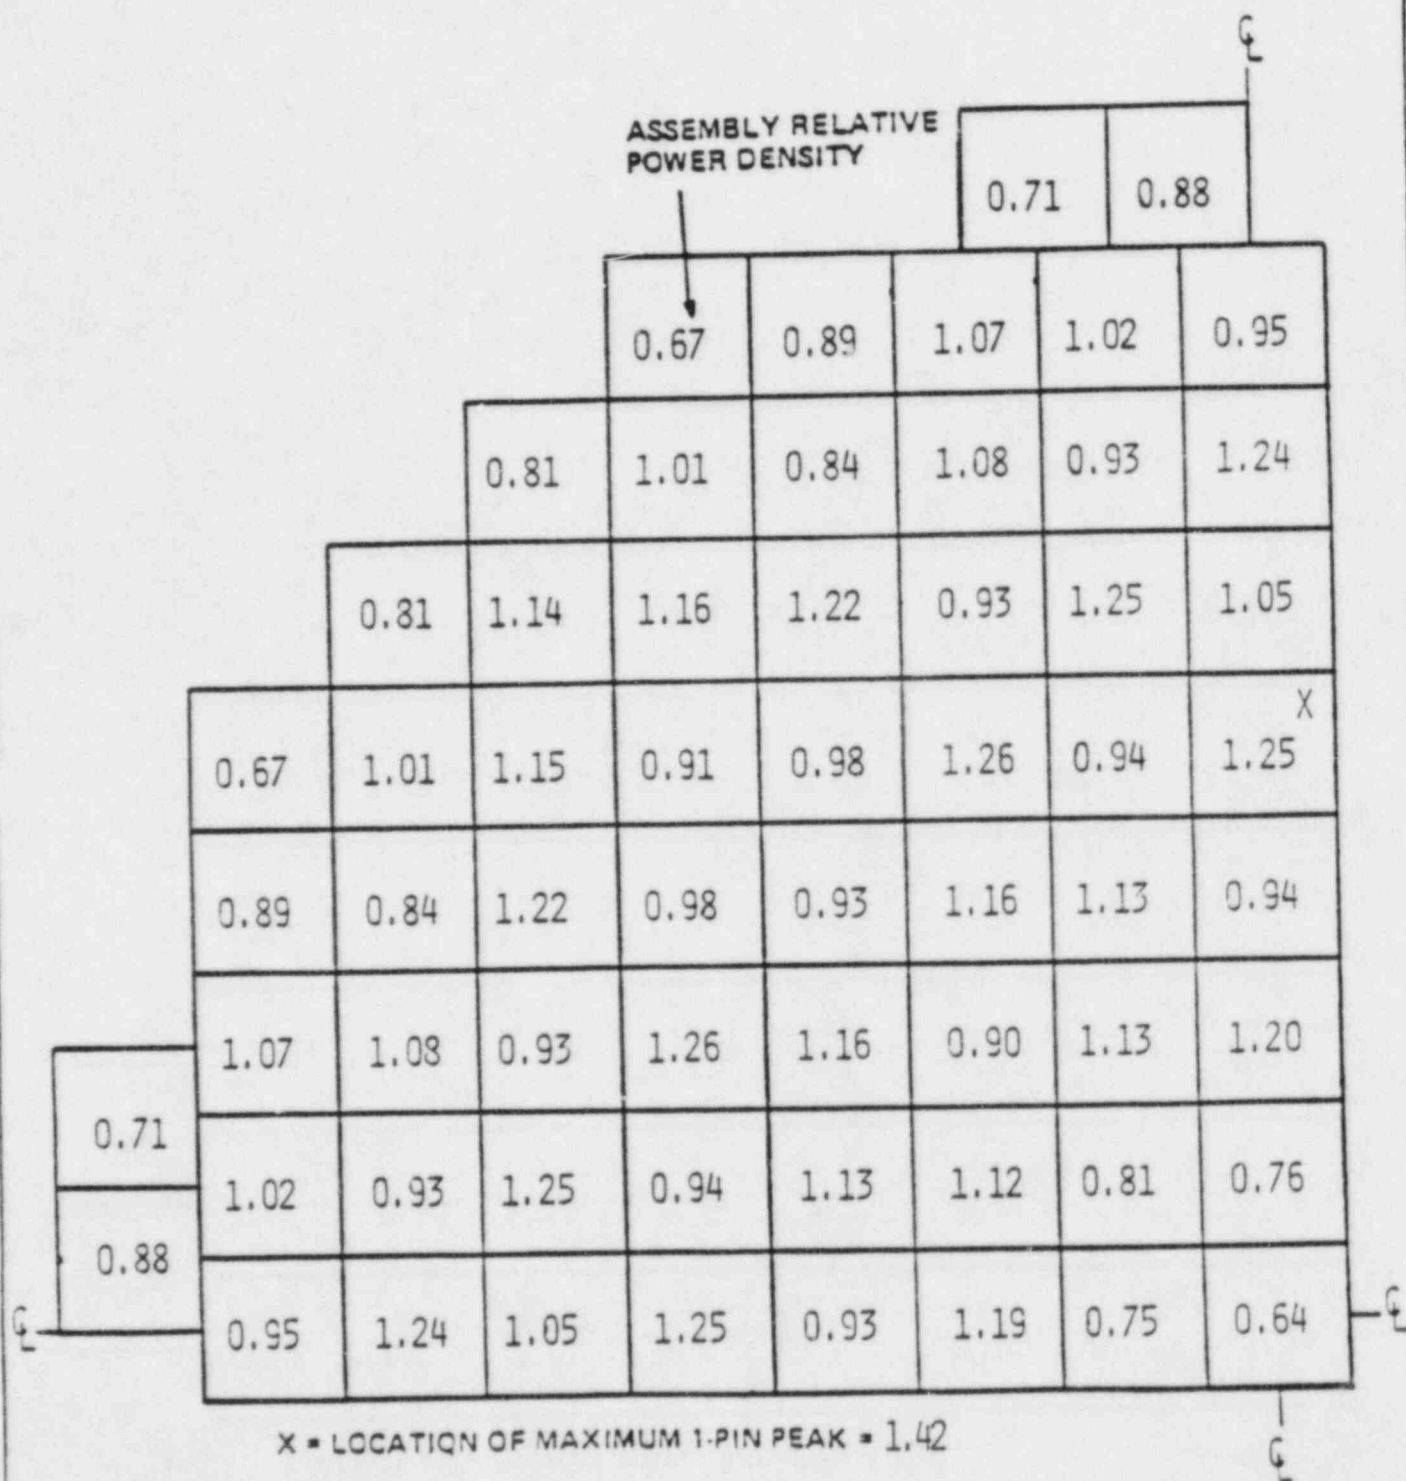 ℄
ASSEMBLY RELATIVE
POWER DENSITY
0.71 0.88
0.67 0.89 1.07 1.02 0.95
0.81 1.01 0.84 1.08 0.93 1.24
0.81 1.14 1.16 1.22 0.93 1.25 1.05
X
0.67 1.01 1.15 0.91 0.98 1.26 0.94 1.25
0.89 0.84 1.22 0.98 0.93 1.16 1.13 0.94
1.07 1.08 0.93 1.26 1.16 0.90 1.13 1.20
0.71
1.02 0.93 1.25 0.94 1.13 1.12 0.81 0.76
0.88
℄ 0.95 1.24 1.05 1.25 0.93 1.19 0.75 0.64 ℄
X = LOCATION OF MAXIMUM 1-PIN PEAK = 1.42
℄